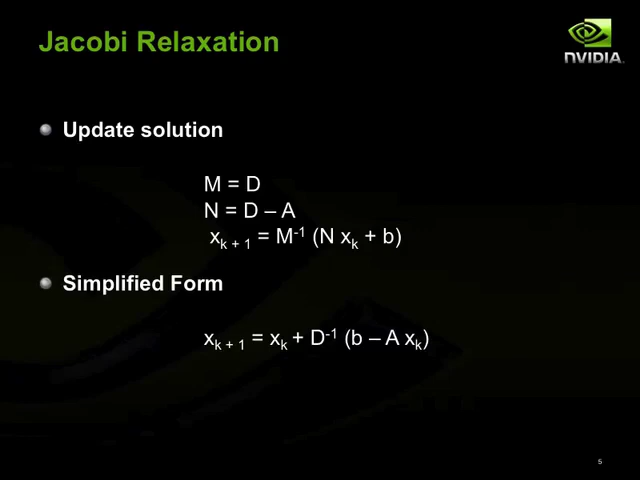 Jacobi Relaxation
NVIDIA.
Update solution
M = D
N = D – A
xₖ ₊ ₁ = M⁻¹ (N xₖ + b)
Simplified Form
xₖ ₊ ₁ = xₖ + D⁻¹ (b – A xₖ)
5